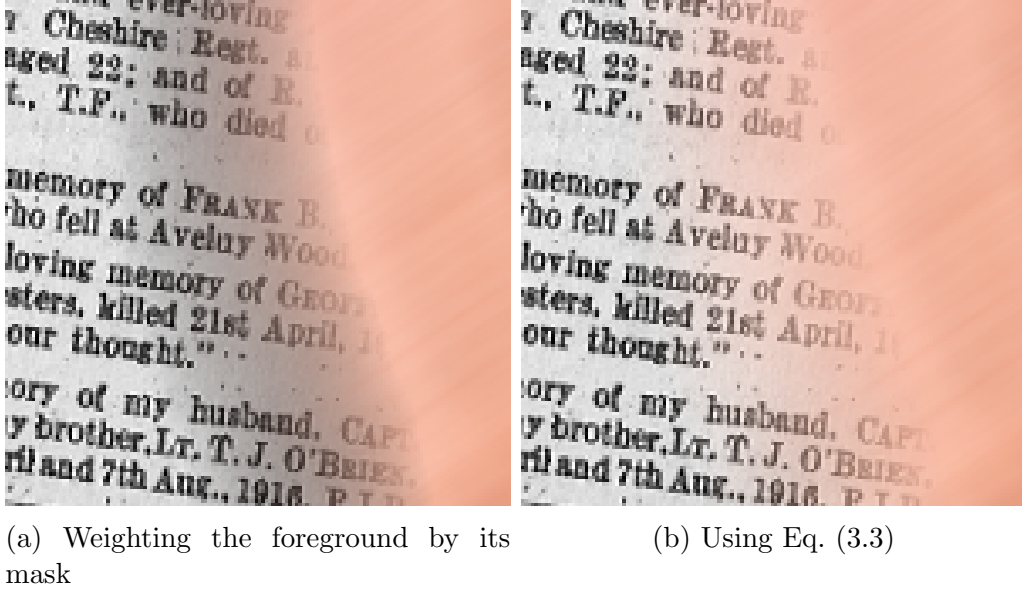 ever-loving
Cheshire Regt.
aged 22; and of R.
T.F., who died
memory of FRANK B.
who fell at Aveluy Wood
loving memory of GEOFF
killed 21st April,
our thought."
of my husband, CAPT.
brother, LT. T. J. O'BRIEN,
and 7th Aug., 1916. R.I.P.
ever-loving
Cheshire Regt.
aged 22; and of R.
T.F., who died
memory of FRANK B.
who fell at Aveluy Wood
loving memory of GEOFF
killed 21st April,
our thought."
of my husband, CAPT.
brother, LT. T. J. O'BRIEN,
and 7th Aug., 1916. R.I.P.
(a) Weighting the foreground by its
mask
(b) Using Eq. (3.3)